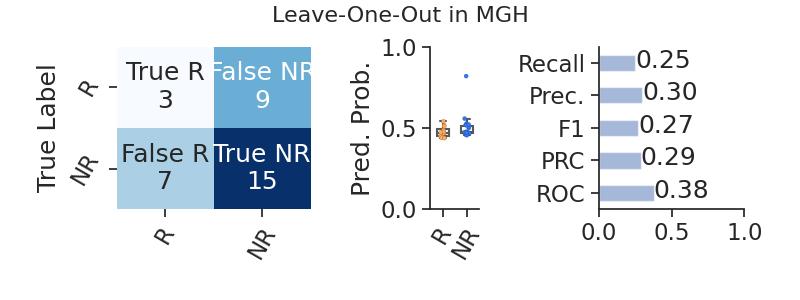 Leave-One-Out in MGH
True Label
R
NR
True R
3
False NR
9
False R
7
True NR
15
R
NR
Pred. Prob.
1.0
0.5
0.0
R
NR
Recall
Prec.
F1
PRC
ROC
0.25
0.30
0.27
0.29
0.38
0.0
0.5
1.0